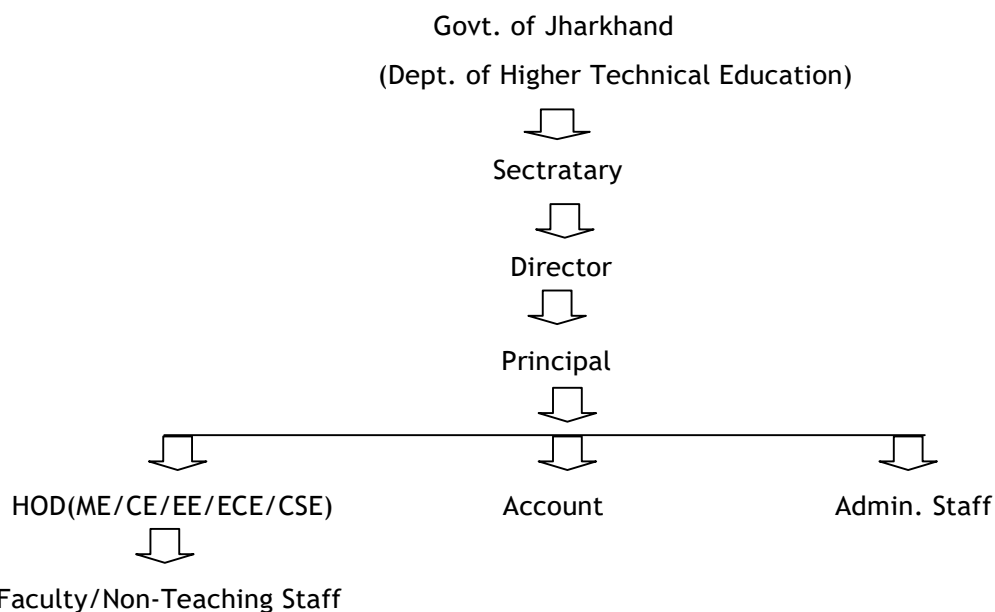 Govt. of Jharkhand
(Dept. of Higher Technical Education)
Sectratary
Director
Principal
HOD(ME/CE/EE/ECE/CSE)
Account
Admin. Staff
Faculty/Non-Teaching Staff